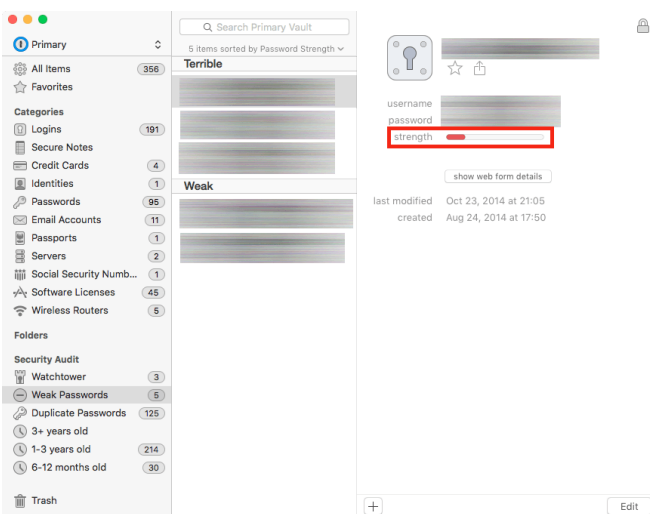 Primary
All Items 356
Favorites
Categories
Logins 191
Secure Notes
Credit Cards 4
Identities 1
Passwords 95
Email Accounts 11
Passports 1
Servers 2
Social Security Numb... 1
Software Licenses 45
Wireless Routers 5
Folders
Security Audit
Watchtower 3
Weak Passwords 5
Duplicate Passwords 125
3+ years old
1-3 years old 214
6-12 months old 30
Trash
Search Primary Vault
5 items sorted by Password Strength
Terrible
Weak
username
password
strength
show web form details
last modified Oct 23, 2014 at 21:05
created Aug 24, 2014 at 17:50
+
Edit